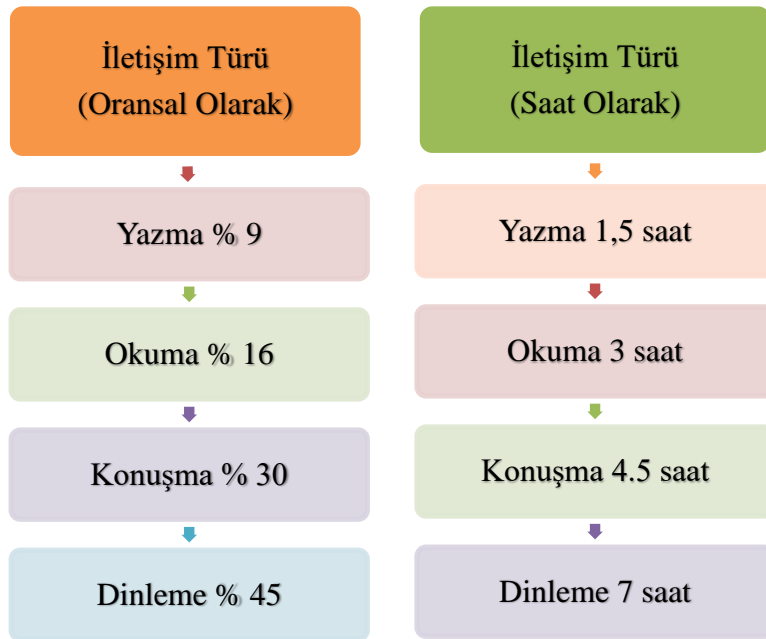 İletişim Türü
(Oransal Olarak)
Yazma % 9
Okuma % 16
Konuşma % 30
Dinleme % 45
İletişim Türü
(Saat Olarak)
Yazma 1,5 saat
Okuma 3 saat
Konuşma 4.5 saat
Dinleme 7 saat